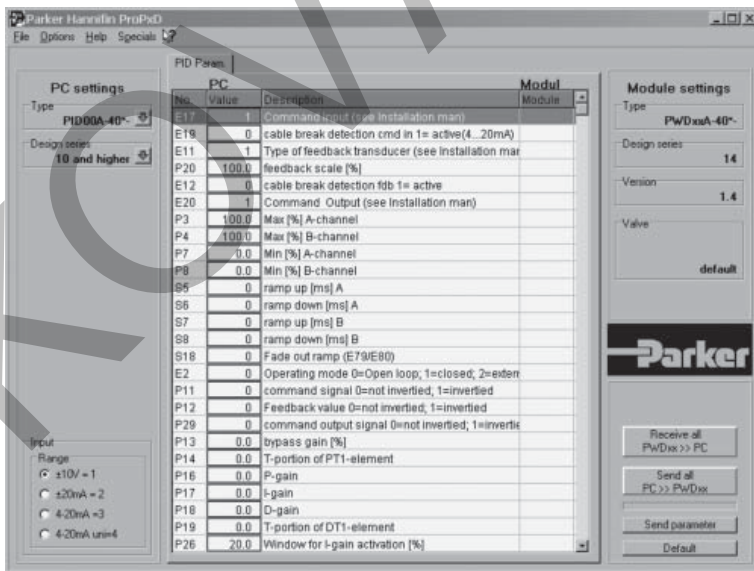 Parker Hannifin ProPxD
File Options Help Specials ?
PC settings
Type
PID00A-40*-
Design series
10 and higher
Input
Range
±10V = 1
±20mA = 2
4-20mA =3
4-20mA uni=4
PID Param.
PC Modul
No. Value Description Module
E17 1 Command Input (see Installation man)
E19 0 cable break detection cmd in 1= active(4...20mA)
E11 1 Type of feedback transducer (see Installation mar
P20 100.0 feedback scale [%]
E12 0 cable break detection fdb 1= active
E20 1 Command Output (see Installation man)
P3 100.0 Max [%] A-channel
P4 100.0 Max [%] B-channel
P7 0.0 Min [%] A-channel
P8 0.0 Min [%] B-channel
S5 0 ramp up [ms] A
S6 0 ramp down [ms] A
S7 0 ramp up [ms] B
S8 0 ramp down [ms] B
S18 0 Fade out ramp (E79/E80)
E2 0 Operating mode 0=Open loop; 1=closed; 2=extern
P11 0 command signal 0=not invertied; 1=invertied
P12 0 Feedback value 0=not invertied; 1=invertied
P29 0 command output signal 0=not invertied; 1=invertie
P13 0.0 bypass gain [%]
P14 0.0 T-portion of PT1-element
P16 0.0 P-gain
P17 0.0 I-gain
P18 0.0 D-gain
P19 0.0 T-portion of DT1-element
P26 20.0 Window for I-gain activation [%]
Module settings
Type
PWDxxA-40*-
Design series
14
Version
1.4
Valve
default
Parker
Receive all
PWDxx >> PC
Send all
PC >> PWDxx
Send parameter
Default